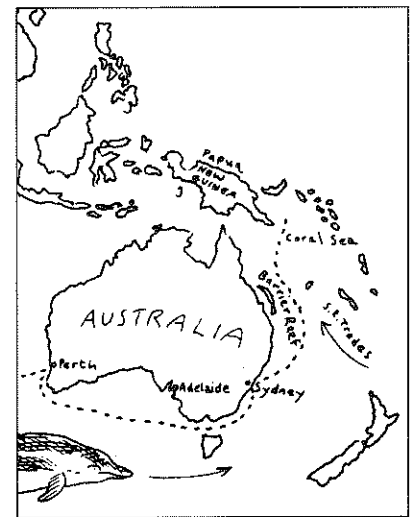 PAPUA
NEW
GUINEA
Coral Sea
Barrier Reef
S.E. Trades
AUSTRALIA
Perth
Adelaide
Sydney